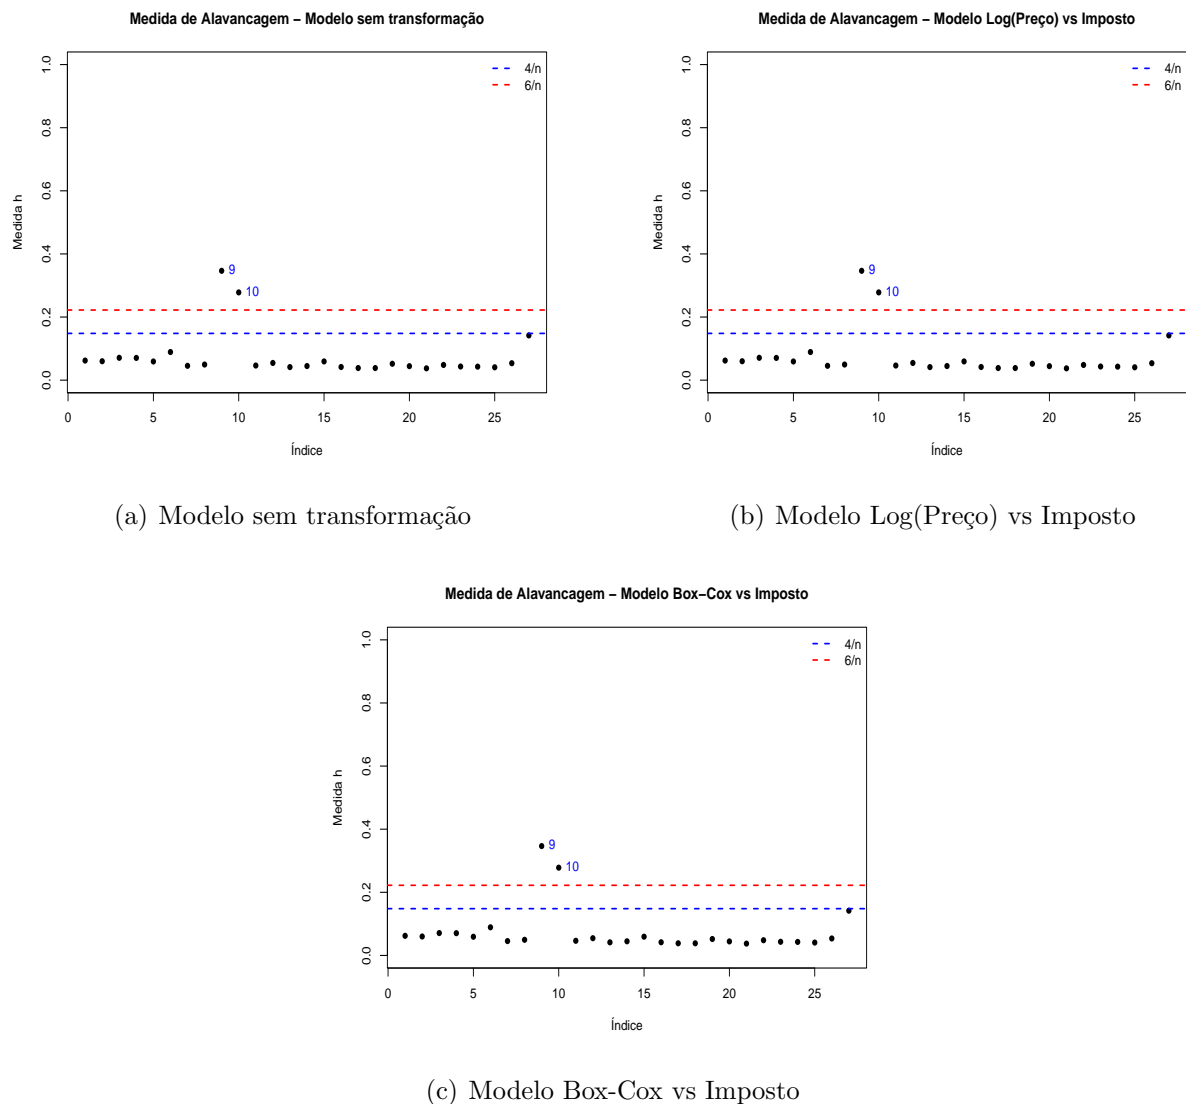 Medida de Alavancagem − Modelo sem transformação
Medida h
1.0
0.8
0.6
0.4
0.2
0.0
4/n
6/n
9
10
0 5 10 15 20 25
Índice
(a) Modelo sem transformação
Medida de Alavancagem − Modelo Log(Preço) vs Imposto
Medida h
1.0
0.8
0.6
0.4
0.2
0.0
4/n
6/n
9
10
0 5 10 15 20 25
Índice
(b) Modelo Log(Preço) vs Imposto
Medida de Alavancagem − Modelo Box−Cox vs Imposto
Medida h
1.0
0.8
0.6
0.4
0.2
0.0
4/n
6/n
9
10
0 5 10 15 20 25
Índice
(c) Modelo Box-Cox vs Imposto